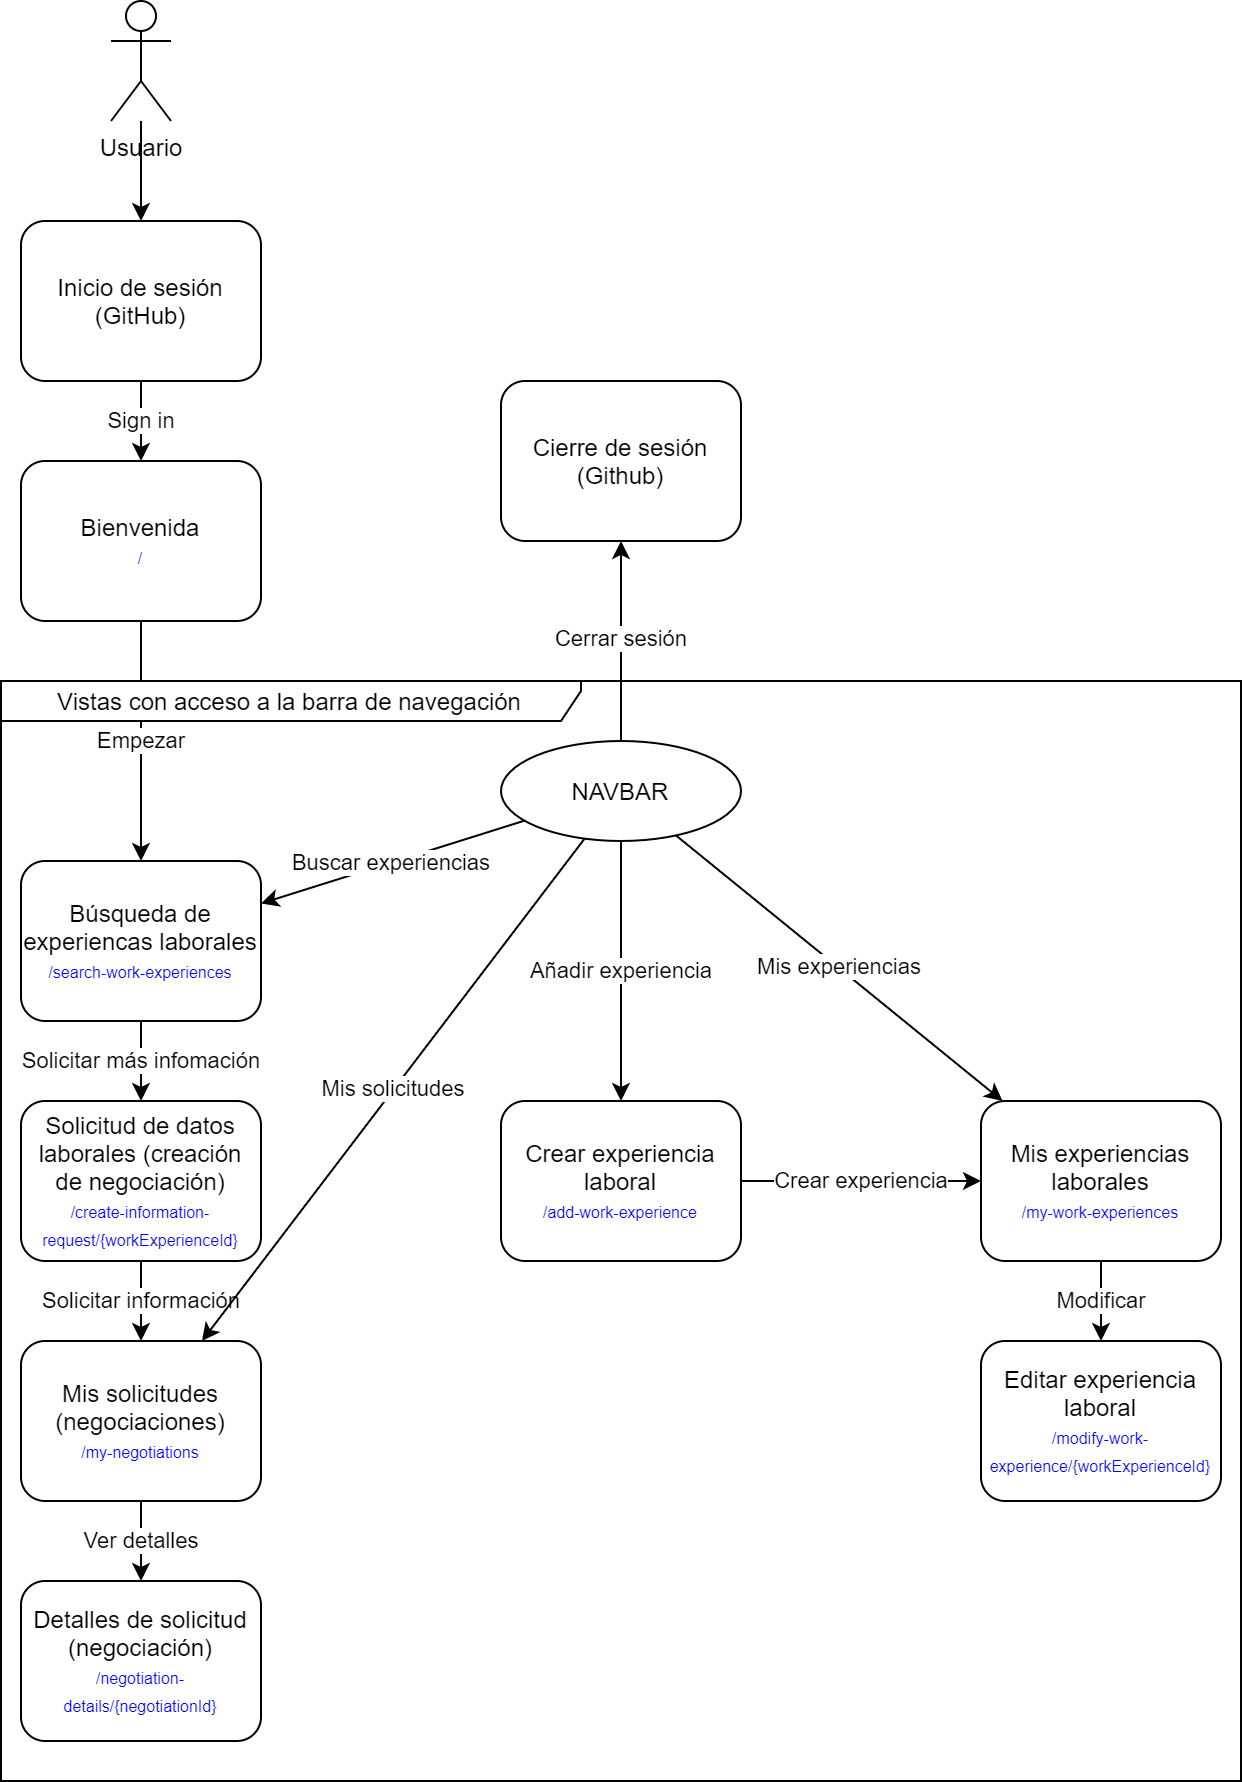 Usuario
Inicio de sesión
(GitHub)
Sign in
Bienvenida
/
Cierre de sesión
(Github)
Cerrar sesión
Vistas con acceso a la barra de navegación
Empezar
NAVBAR
Buscar experiencias
Búsqueda de
experiencas laborales
/search-work-experiences
Añadir experiencia
Mis experiencias
Solicitar más infomación
Mis solicitudes
Solicitud de datos
laborales (creación
de negociación)
/create-information-
request/{workExperienceId}
Crear experiencia
laboral
/add-work-experience
Crear experiencia
Mis experiencias
laborales
/my-work-experiences
Solicitar información
Modificar
Mis solicitudes
(negociaciones)
/my-negotiations
Editar experiencia
laboral
/modify-work-
experience/{workExperienceId}
Ver detalles
Detalles de solicitud
(negociación)
/negotiation-
details/{negotiationId}